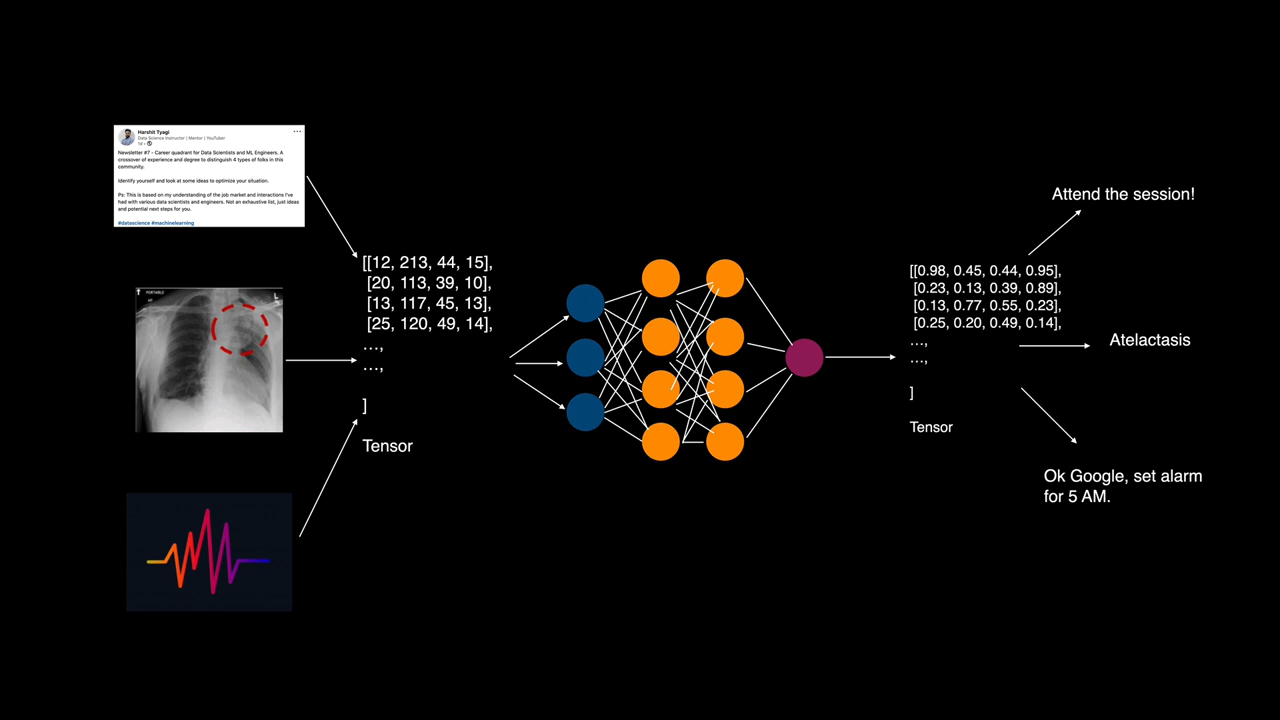 Harshit Tyagi
Data Science Instructor | Mentor | YouTuber
1d •
Newsletter #7 - Career quadrant for Data Scientists and ML Engineers. A
crossover of experience and degree to distinguish 4 types of folks in this
community.
Identify yourself and look at some ideas to optimize your situation.
Ps: This is based on my understanding of the job market and interactions I've
had with various data scientists and engineers. Not an exhaustive list, just ideas
and potential next steps for you.
#datascience #machinelearning
PORTABLE
L
[[12, 213, 44, 15],
[20, 113, 39, 10],
[13, 117, 45, 13],
[25, 120, 49, 14],
…,
…,
]
Tensor
[[0.98, 0.45, 0.44, 0.95],
[0.23, 0.13, 0.39, 0.89],
[0.13, 0.77, 0.55, 0.23],
[0.25, 0.20, 0.49, 0.14],
…,
…,
]
Tensor
Attend the session!
Atelactasis
Ok Google, set alarm
for 5 AM.